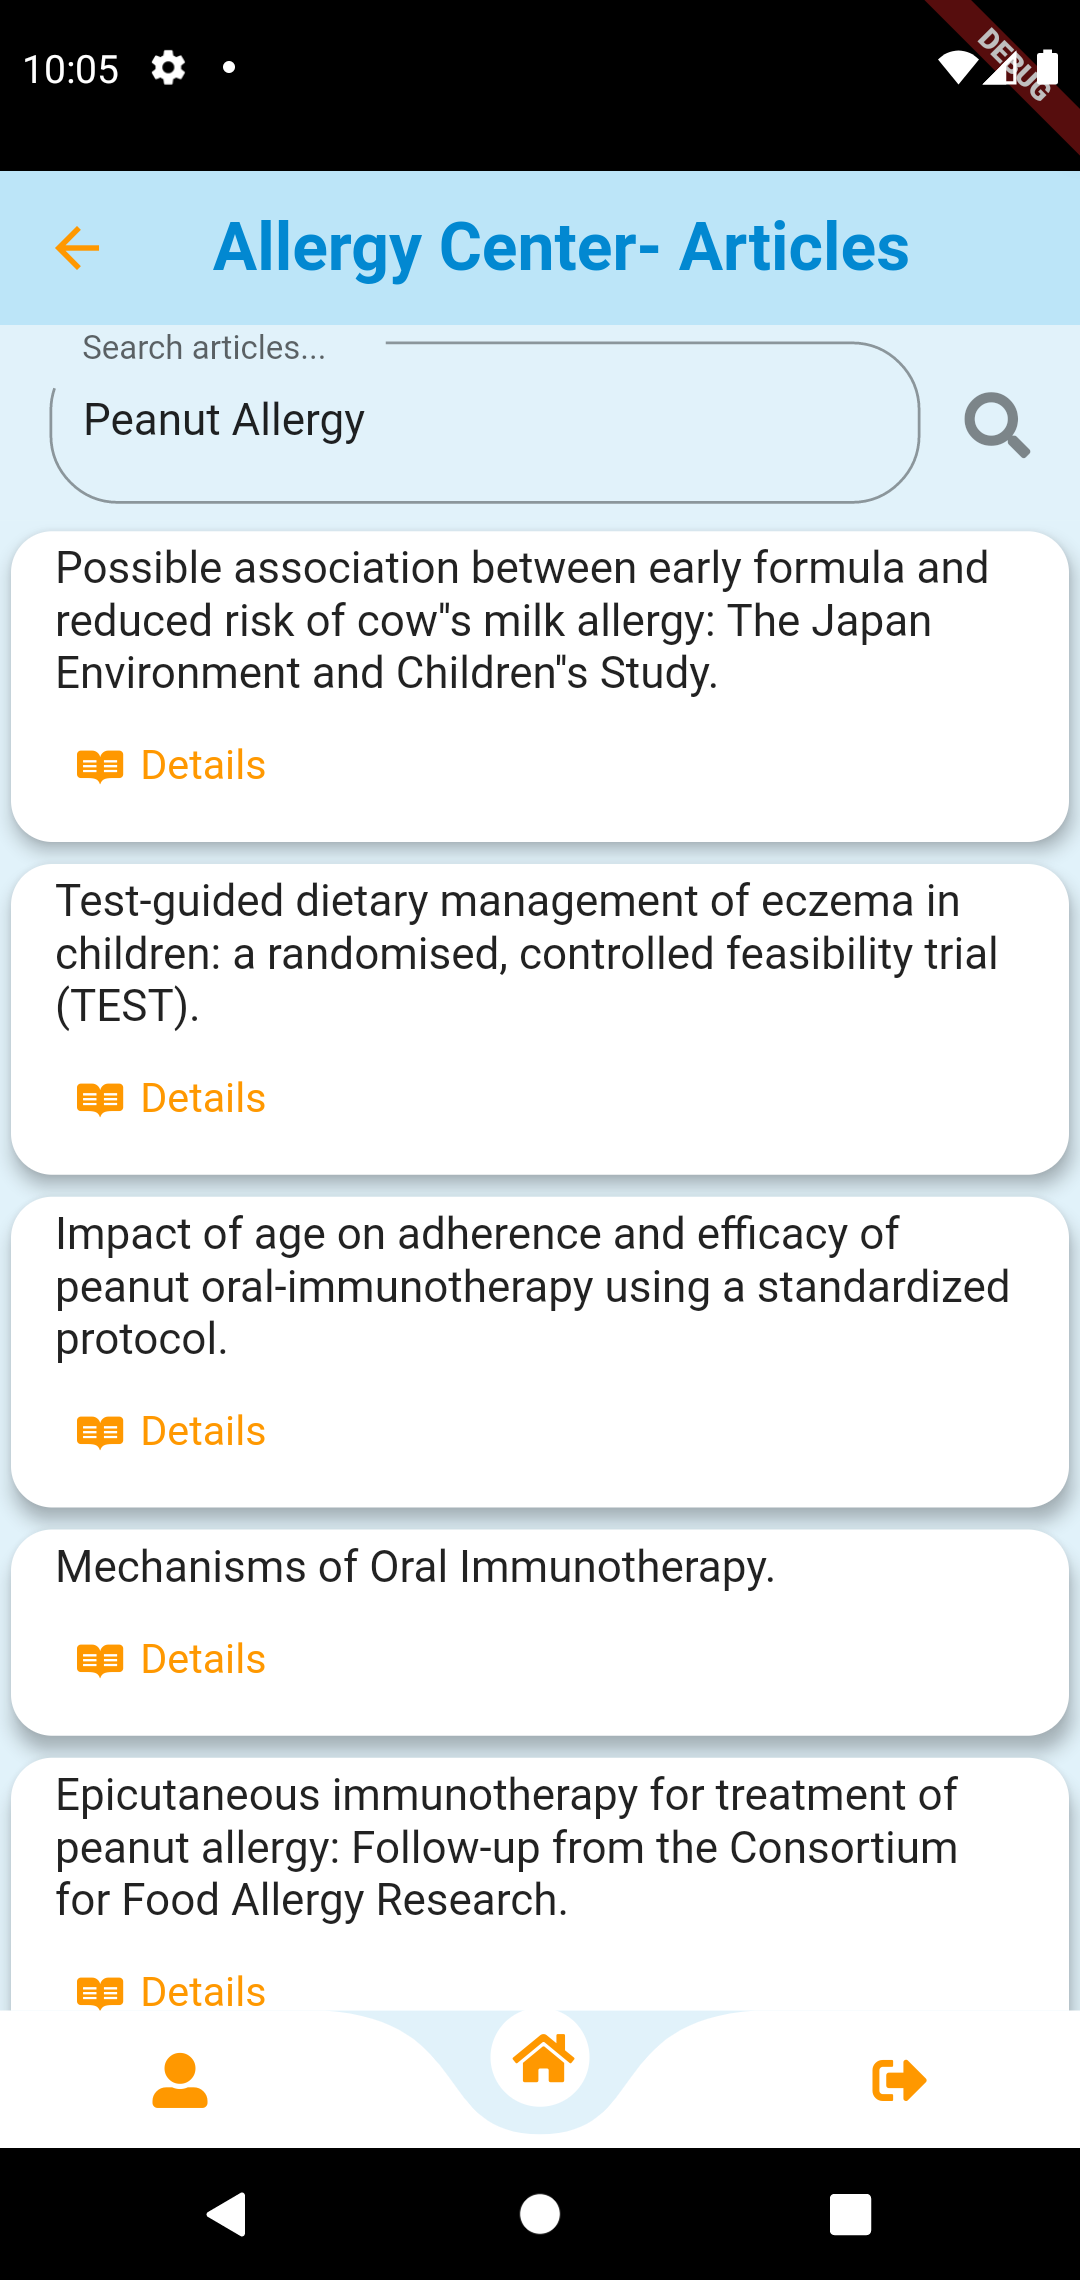 10:05
DEBUG
Allergy Center- Articles
Search articles...
Peanut Allergy
Possible association between early formula and
reduced risk of cow"s milk allergy: The Japan
Environment and Children"s Study.
Details
Test-guided dietary management of eczema in
children: a randomised, controlled feasibility trial
(TEST).
Details
Impact of age on adherence and efficacy of
peanut oral-immunotherapy using a standardized
protocol.
Details
Mechanisms of Oral Immunotherapy.
Details
Epicutaneous immunotherapy for treatment of
peanut allergy: Follow-up from the Consortium
for Food Allergy Research.
Details